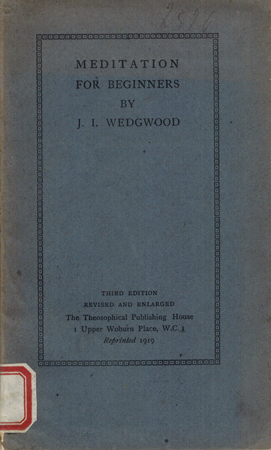 MEDITATION
FOR BEGINNERS
BY
J. I. WEDGWOOD
THIRD EDITION
REVISED AND ENLARGED
The Theosophical Publishing House
1 Upper Woburn Place, W.C.1
Reprinted 1919